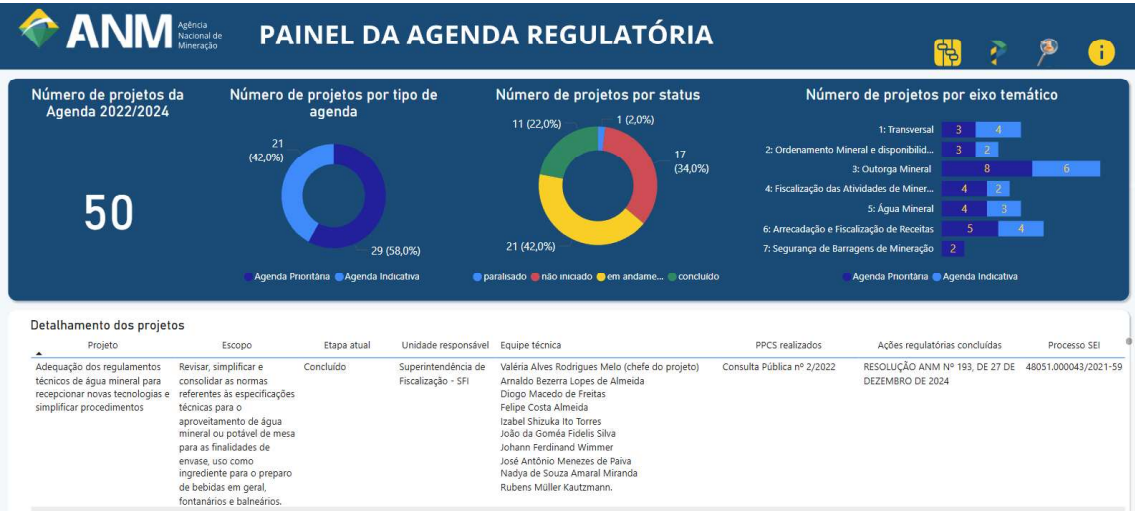 ANM
Agência
Nacional de
Mineração
PAINEL DA AGENDA REGULATÓRIA
i
Número de projetos da
Agenda 2022/2024
50
Número de projetos por tipo de
agenda
21
(42,0%)
29 (58,0%)
Agenda Prioritária Agenda Indicativa
Número de projetos por status
11 (22,0%)
1 (2,0%)
17
(34,0%)
21 (42,0%)
paralisado não iniciado em andame... concluído
Número de projetos por eixo temático
1: Transversal 3 4
2: Ordenamento Mineral e disponibilid... 3 2
3: Outorga Mineral 8 6
4: Fiscalização das Atividades de Miner... 4 2
5: Água Mineral 4 3
6: Arrecadação e Fiscalização de Receitas 5 4
7: Segurança de Barragens de Mineração 2
Agenda Prioritária Agenda Indicativa
Detalhamento dos projetos
Projeto Escopo Etapa atual Unidade responsável Equipe técnica PPCS realizados Ações regulatórias concluídas Processo SEI
Adequação dos regulamentos
técnicos de água mineral para
recepcionar novas tecnologias e
simplificar procedimentos
Revisar, simplificar e
consolidar as normas
referentes às especificações
técnicas para o
aproveitamento de água
mineral ou potável de mesa
para as finalidades de
envase, uso como
ingrediente para o preparo
de bebidas em geral,
fontanários e balneários.
Concluído
Superintendência de
Fiscalização - SFI
Valéria Alves Rodrigues Melo (chefe do projeto)
Arnaldo Bezerra Lopes de Almeida
Diogo Macedo de Freitas
Felipe Costa Almeida
Izabel Shizuka Ito Torres
João da Goméa Fidelis Silva
Johann Ferdinand Wimmer
José Antônio Menezes de Paiva
Nadya de Souza Amaral Miranda
Rubens Müller Kautzmann.
Consulta Pública nº 2/2022
RESOLUÇÃO ANM Nº 193, DE 27 DE
DEZEMBRO DE 2024
48051.000043/2021-59